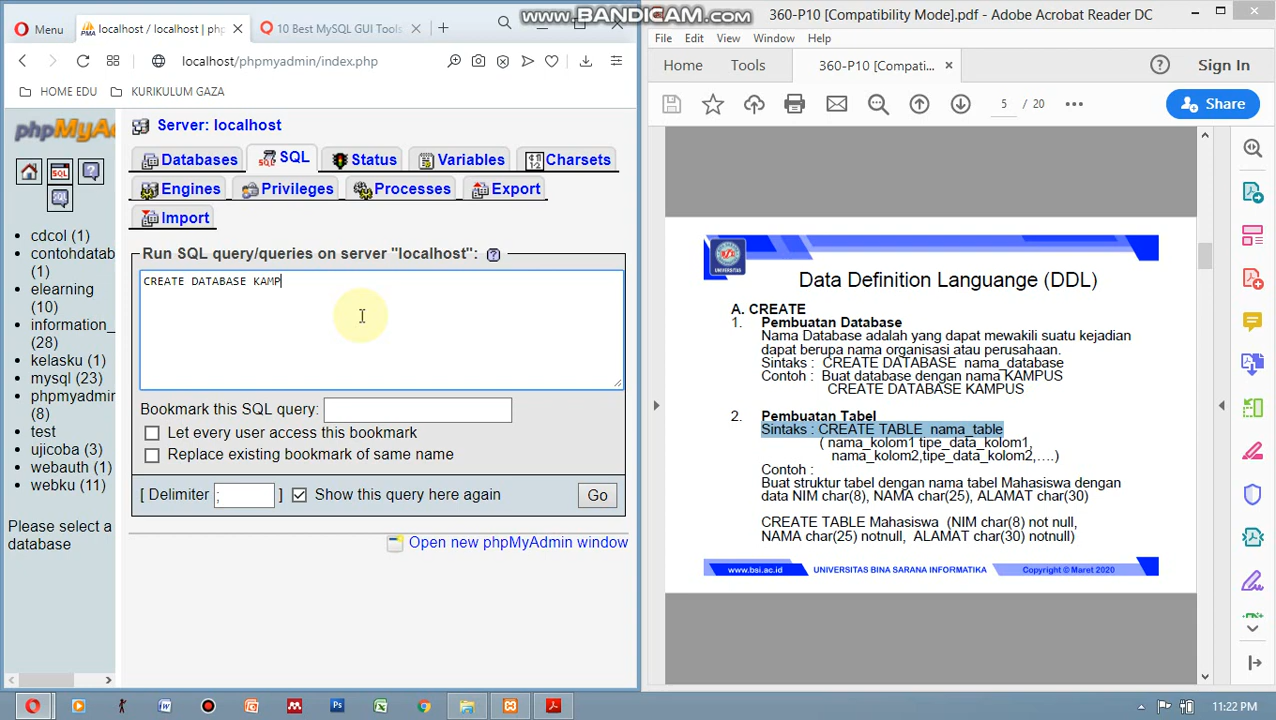 www.BANDICAM.com
Menu
localhost / localhost | php
10 Best MySQL GUI Tools
localhost/phpmyadmin/index.php
HOME EDU
KURIKULUM GAZA
phpMyAd
Server: localhost
Databases
SQL
Status
Variables
Charsets
Engines
Privileges
Processes
Export
Import
cdcol (1)
contohdatab
(1)
elearning
(10)
information_
(28)
kelasku (1)
mysql (23)
phpmyadmin
(8)
test
ujicoba (3)
webauth (1)
webku (11)
Please select a
database
Run SQL query/queries on server "localhost":
CREATE DATABASE KAMP
Bookmark this SQL query:
Let every user access this bookmark
Replace existing bookmark of same name
[ Delimiter ; ]
Show this query here again
Go
Open new phpMyAdmin window
360-P10 [Compatibility Mode].pdf - Adobe Acrobat Reader DC
File Edit View Window Help
Home
Tools
360-P10 [Compati...
Sign In
5 / 20
Share
UNIVERSITAS
Data Definition Languange (DDL)
A. CREATE
1. Pembuatan Database
Nama Database adalah yang dapat mewakili suatu kejadian
dapat berupa nama organisasi atau perusahaan.
Sintaks : CREATE DATABASE nama_database
Contoh : Buat database dengan nama KAMPUS
CREATE DATABASE KAMPUS
2. Pembuatan Tabel
Sintaks : CREATE TABLE nama_table
( nama_kolom1 tipe_data_kolom1,
nama_kolom2,tipe_data_kolom2,….)
Contoh :
Buat struktur tabel dengan nama tabel Mahasiswa dengan
data NIM char(8), NAMA char(25), ALAMAT char(30)
CREATE TABLE Mahasiswa (NIM char(8) not null,
NAMA char(25) notnull, ALAMAT char(30) notnull)
www.bsi.ac.id
UNIVERSITAS BINA SARANA INFORMATIKA
Copyright © Maret 2020
11:22 PM